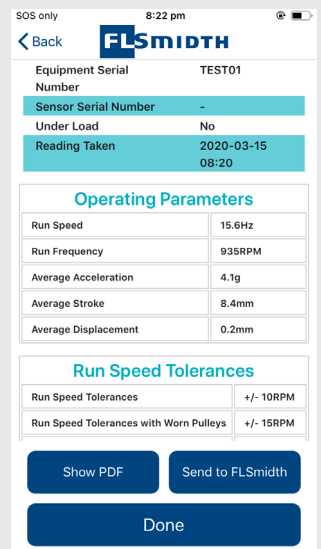 SOS only 8:22 pm
Back FLSMIDTH
Equipment Serial TEST01
Number
Sensor Serial Number -
Under Load No
Reading Taken 2020-03-15
08:20
Operating Parameters
Run Speed 15.6Hz
Run Frequency 935RPM
Average Acceleration 4.1g
Average Stroke 8.4mm
Average Displacement 0.2mm
Run Speed Tolerances
Run Speed Tolerances +/- 10RPM
Run Speed Tolerances with Worn Pulleys +/- 15RPM
Show PDF Send to FLSmidth
Done